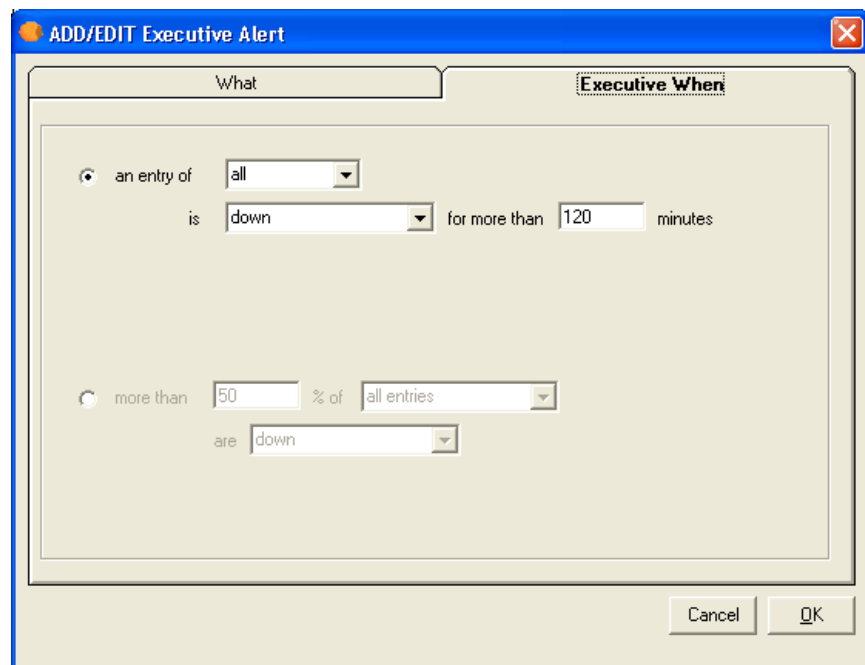 ADD/EDIT Executive Alert
What Executive When
an entry of all
is down for more than 120 minutes
more than 50 % of all entries
are down
Cancel OK